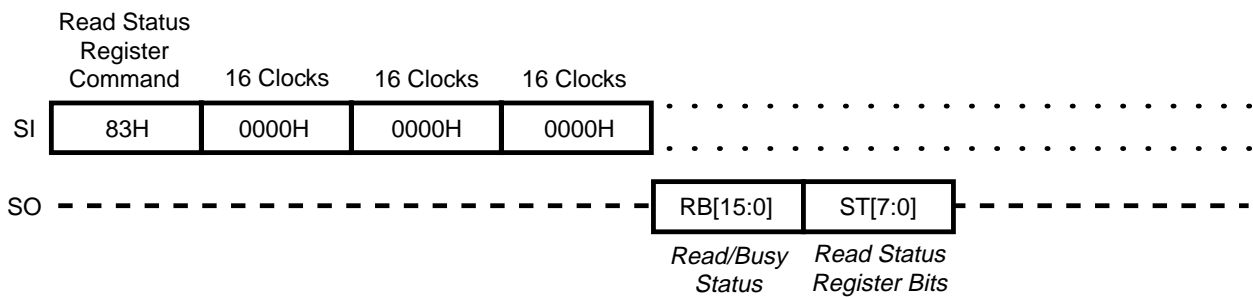 Read Status
Register
Command 16 Clocks 16 Clocks 16 Clocks
SI 83H 0000H 0000H 0000H
SO RB[15:0] ST[7:0]
Read/Busy Read Status
Status Register Bits